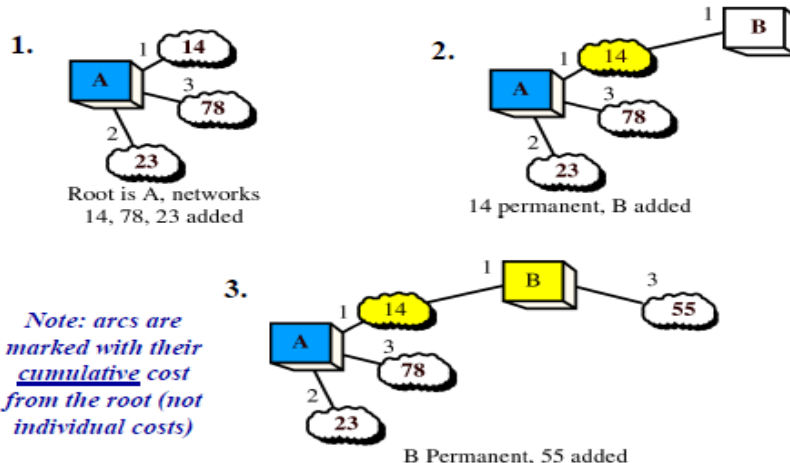 1.
1
14
A
3
78
2
23
Root is A, networks
14, 78, 23 added
2.
1
B
1
14
A
3
78
2
23
14 permanent, B added
Note: arcs are
marked with their
cumulative cost
from the root (not
individual costs)
3.
1
B
3
55
1
14
A
3
78
2
23
B Permanent, 55 added